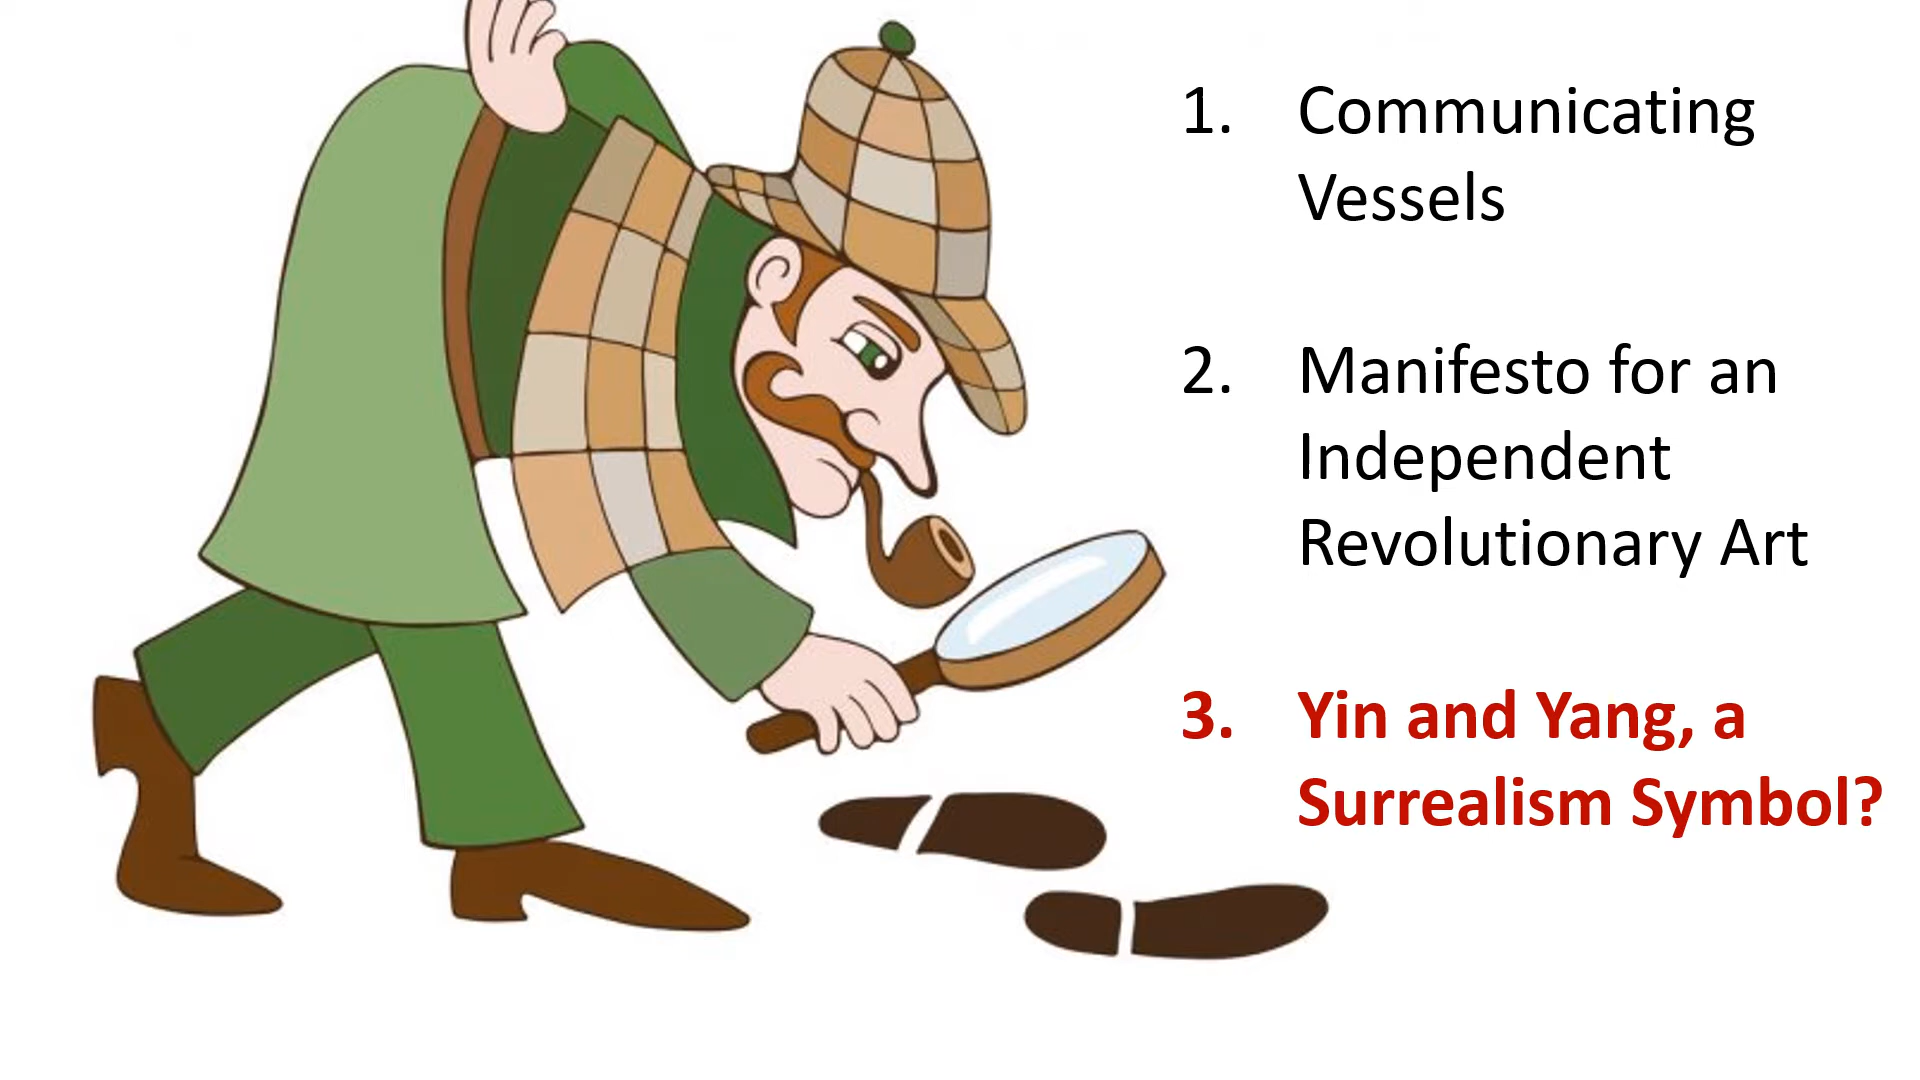 1. Communicating
Vessels
2. Manifesto for an
Independent
Revolutionary Art
3. Yin and Yang, a
Surrealism Symbol?